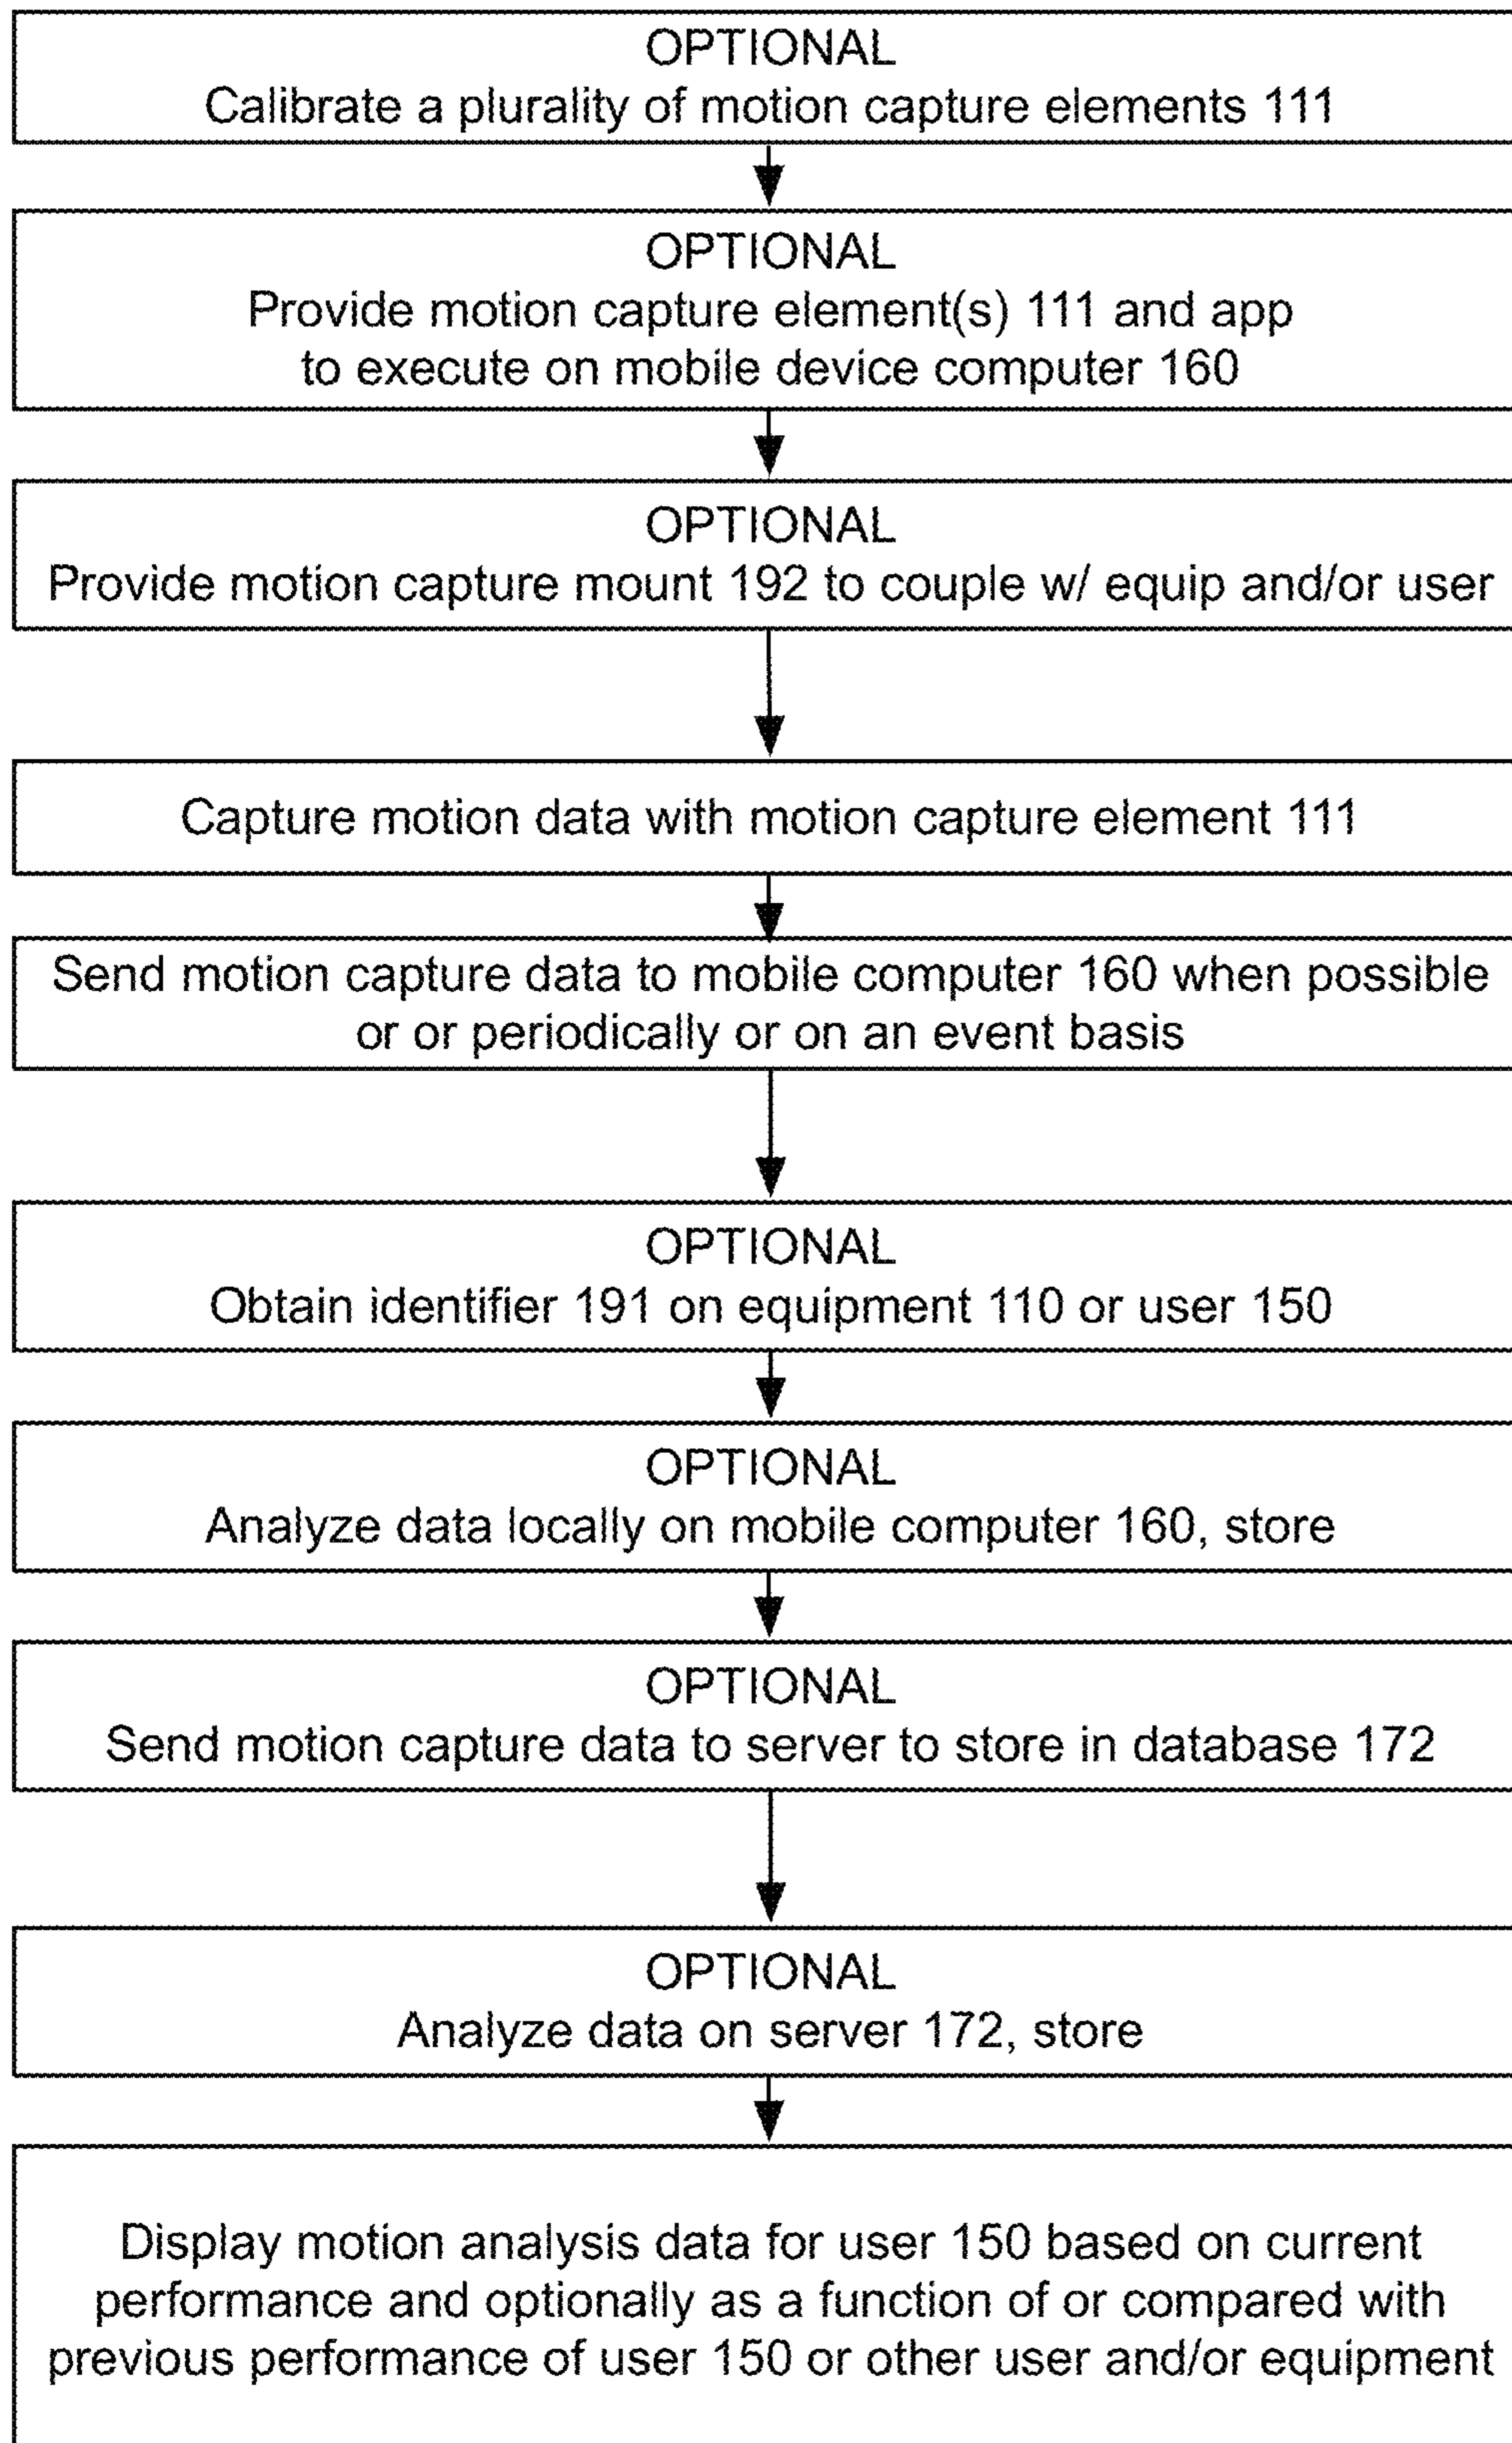 OPTIONAL
Calibrate a plurality of motion capture elements 111
OPTIONAL
Provide motion capture element(s) 111 and app
to execute on mobile device computer 160
OPTIONAL
Provide motion capture mount 192 to couple w/ equip and/or user
Capture motion data with motion capture element 111
Send motion capture data to mobile computer 160 when possible
or or periodically or on an event basis
OPTIONAL
Obtain identifier 191 on equipment 110 or user 150
OPTIONAL
Analyze data locally on mobile computer 160, store
OPTIONAL
Send motion capture data to server to store in database 172
OPTIONAL
Analyze data on server 172, store
Display motion analysis data for user 150 based on current
performance and optionally as a function of or compared with
previous performance of user 150 or other user and/or equipment